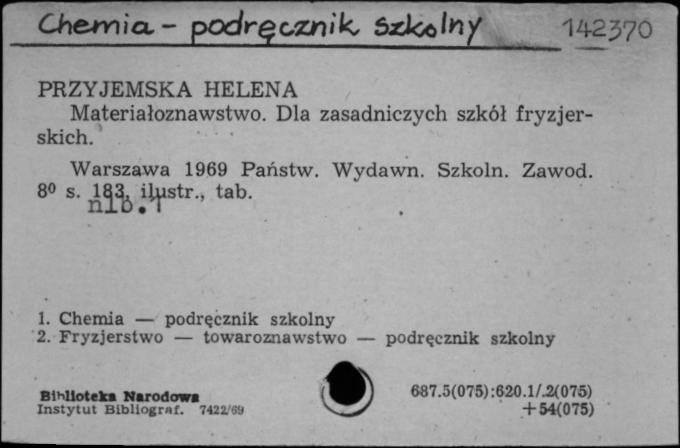 Chemia - podręcznik szkolny 142370
PRZYJEMSKA HELENA
Materiałoznawstwo. Dla zasadniczych szkół fryzjer-
skich.
Warszawa 1969 Państw. Wydawn. Szkoln. Zawod.
8⁰ s. 183, ilustr., tab.
nlb.1
1. Chemia — podręcznik szkolny
2. Fryzjerstwo — towaroznawstwo — podręcznik szkolny
Biblioteka Narodowa 687.5(075):620.1/.2(075)
Instytut Bibliograf. 7422/69 +54(075)